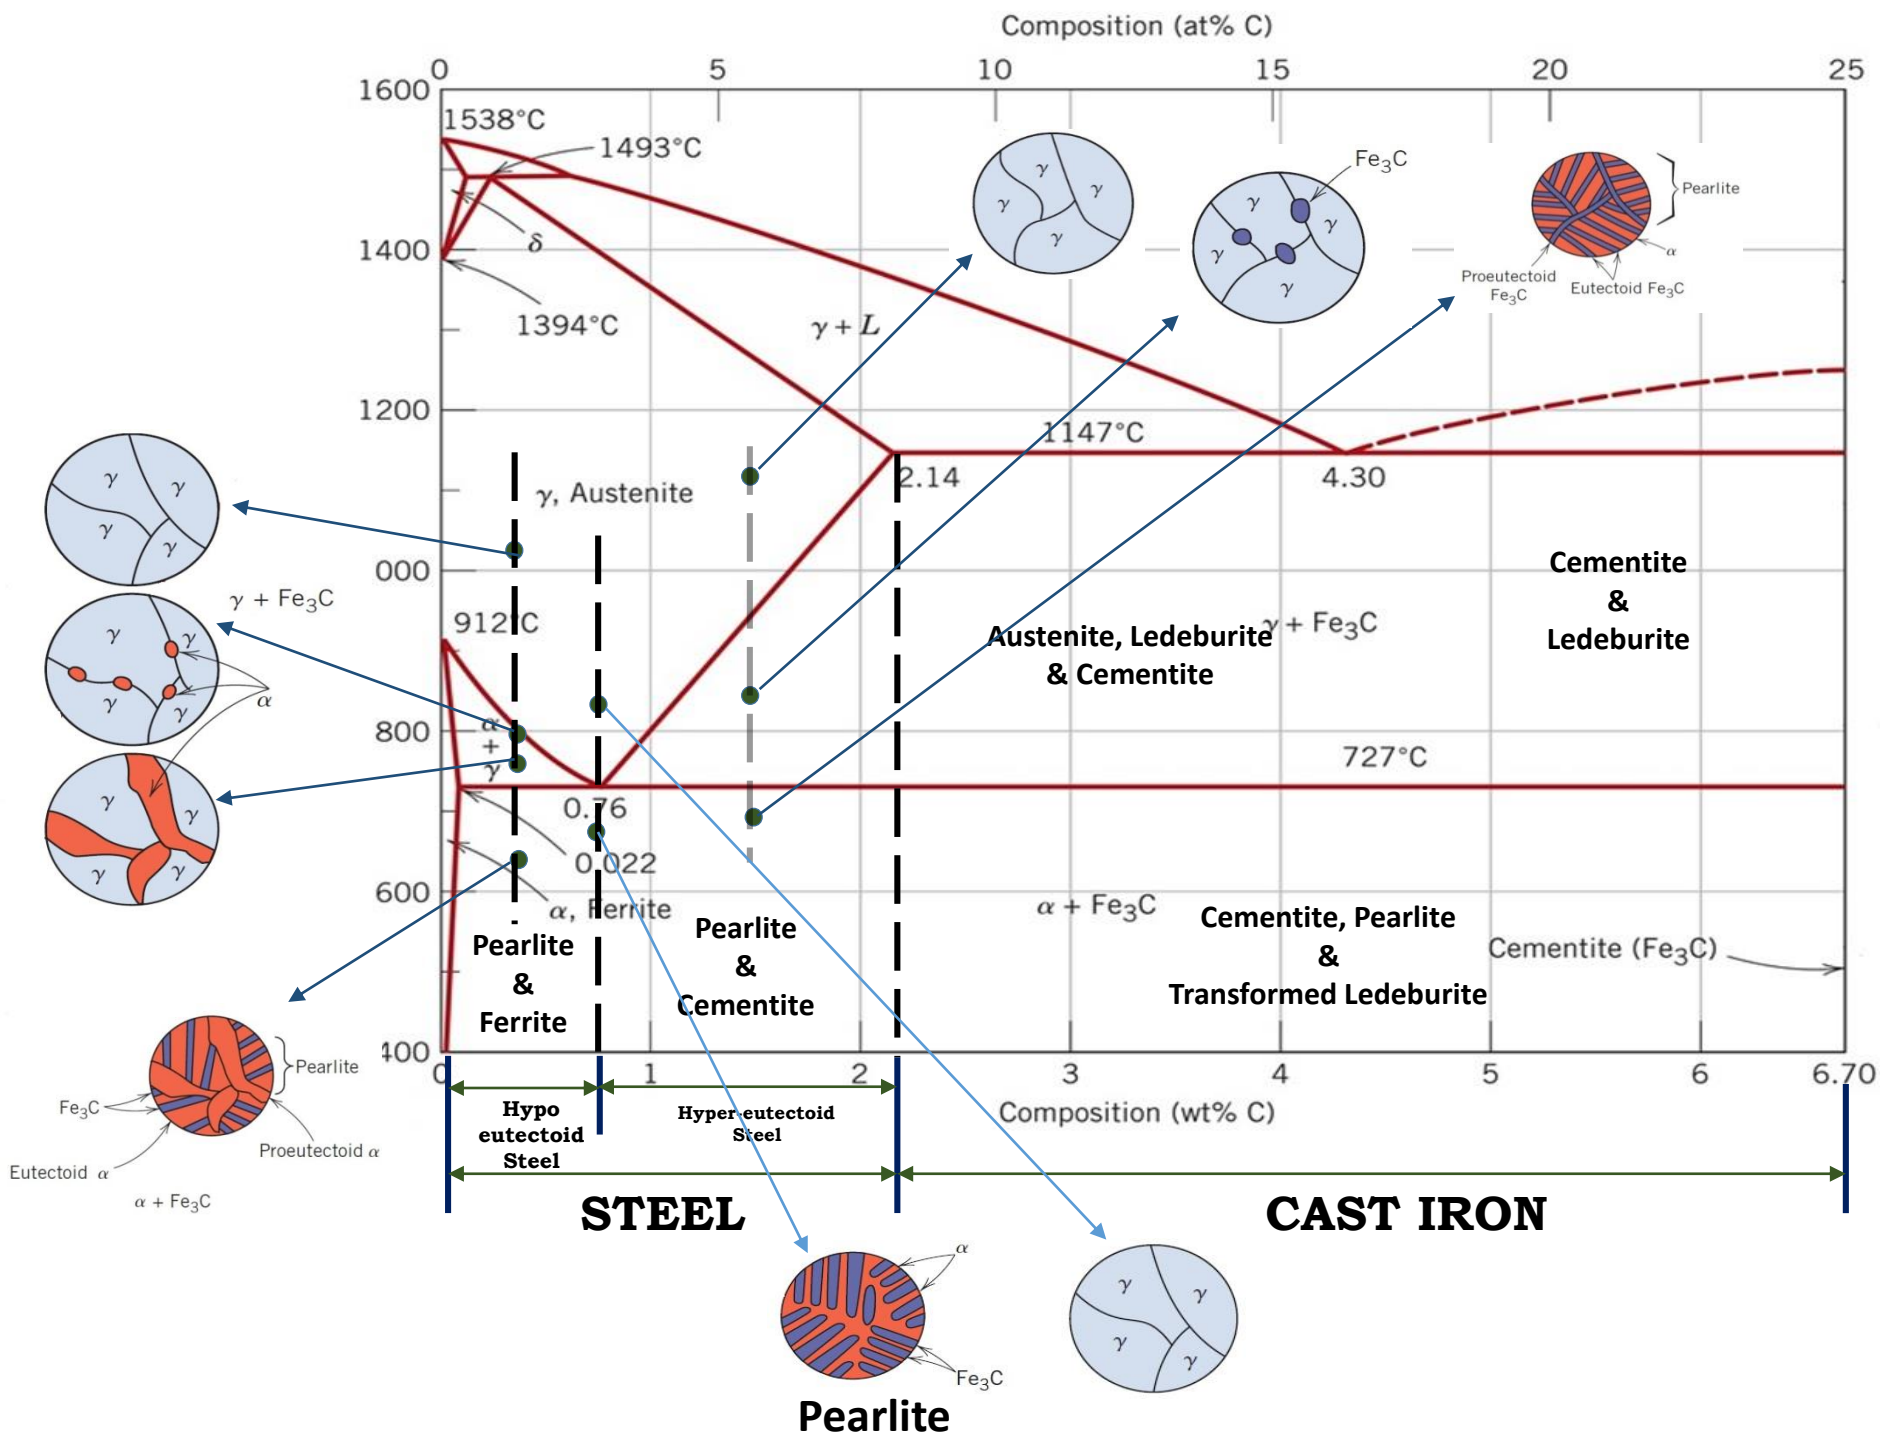 Composition (at% C)
0 5 10 15 20 25
1600
1538°C
1493°C
Fe3C
γ γ γ γ
γ γ γ γ
Pearlite
α
Proeutectoid
Fe3C
Eutectoid Fe3C
δ
1400
1394°C
γ + L
1200
1147°C
2.14
4.30
γ, Austenite
γ γ γ γ
000
Cementite
&
Ledeburite
γ + Fe3C
912°C
γ + Fe3C
Austenite, Ledeburite
& Cementite
γ γ γ γ
α
α
+
γ
800
727°C
γ γ γ γ
0.76
0.022
600
α, Ferrite
α + Fe3C
Pearlite
&
Ferrite
Pearlite
&
Cementite
Cementite, Pearlite
&
Transformed Ledeburite
Cementite (Fe3C)
400
0 1 2 3 4 5 6 6.70
Composition (wt% C)
Pearlite
Fe3C
Proeutectoid α
Eutectoid α
α + Fe3C
Hypo
eutectoid
Steel
Hyper-eutectoid
Steel
STEEL
CAST IRON
α
Fe3C
Pearlite
γ γ γ γ